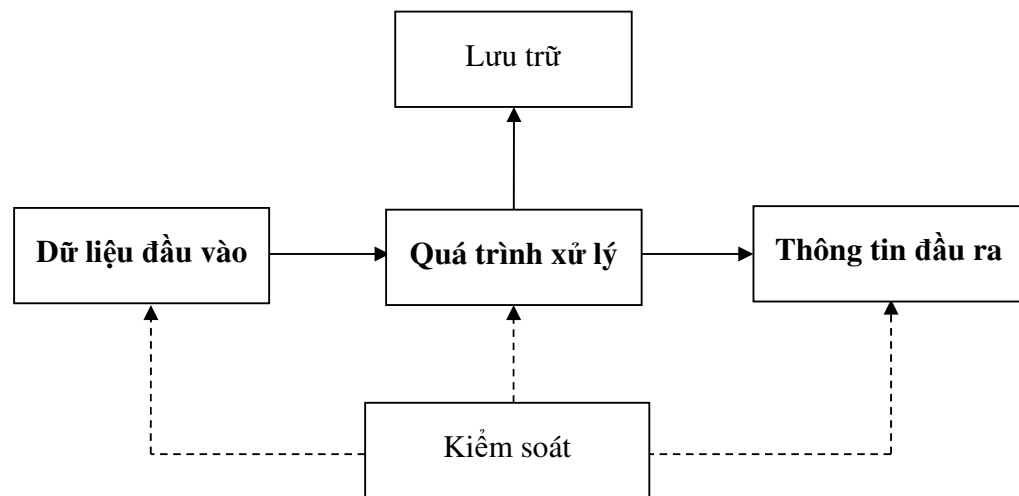 Lưu trữ
Dữ liệu đầu vào
Quá trình xử lý
Thông tin đầu ra
Kiểm soát